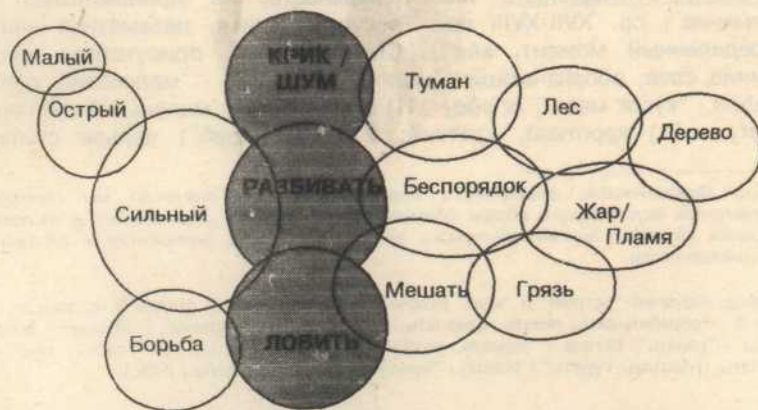 Малый
Острый
Сильный
Борьба
КРИК /
ШУМ
РАЗБИВАТЬ
ЛОВИТЬ
Туман
Беспорядок
Мешать
Лес
Дерево
Жар/
Пламя
Грязь